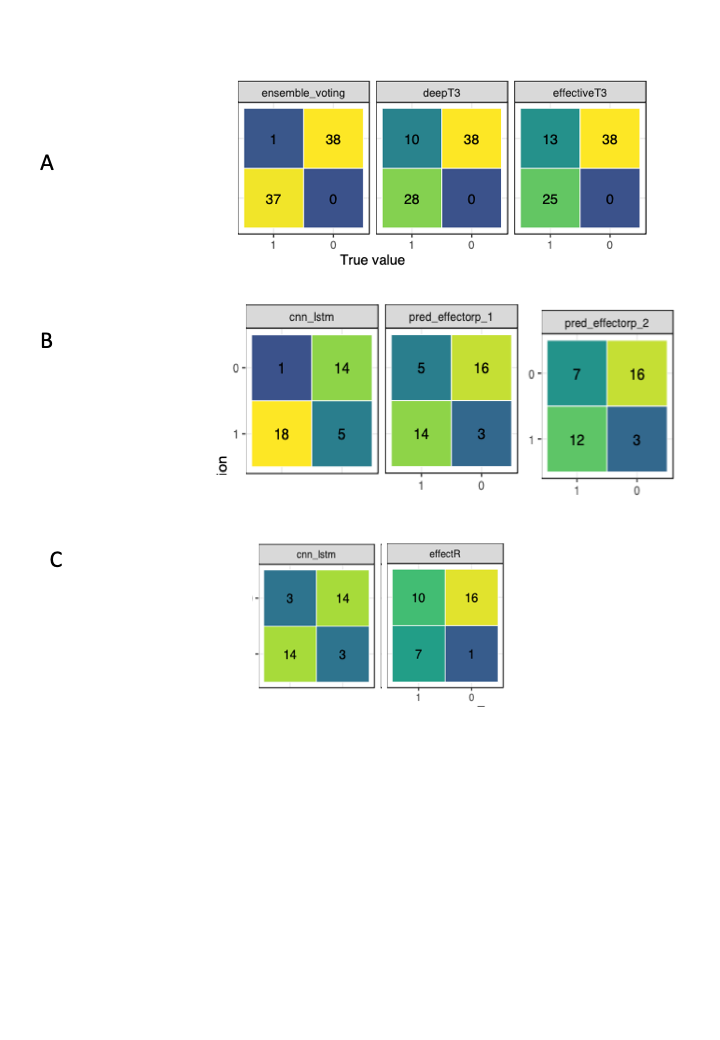 ensemble_voting deepT3 effectiveT3
A
1 38 10 38 13 38
37 0 28 0 25 0
1 0 1 0 1 0
True value
B
cnn_lstm pred_effectorp_1 pred_effectorp_2
0 1 14 5 16 0 7 16
1 18 5 14 3 1 12 3
ion
1 0 1 0
C
cnn_lstm effectR
3 14 10 16
14 3 7 1
1 0